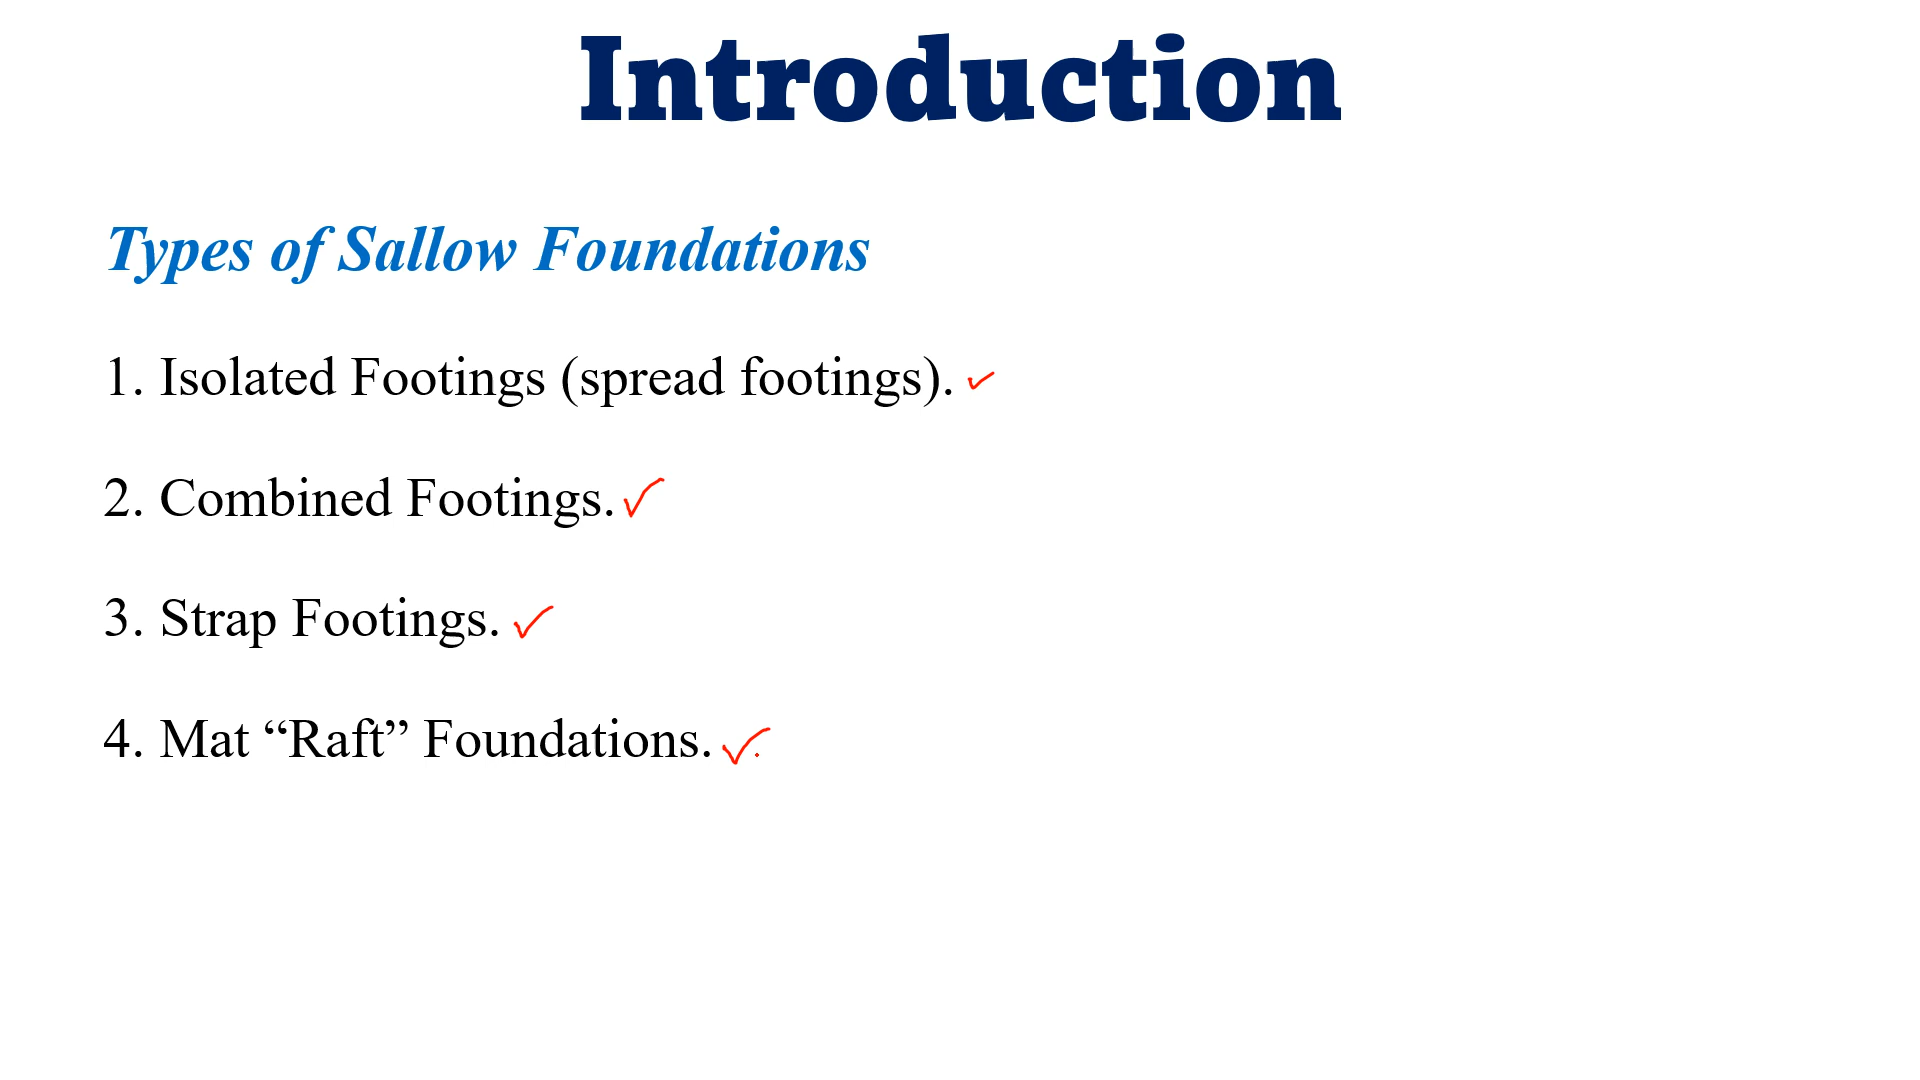 Introduction
Types of Sallow Foundations
1. Isolated Footings (spread footings). ✓
2. Combined Footings. ✓
3. Strap Footings. ✓
4. Mat “Raft” Foundations. ✓